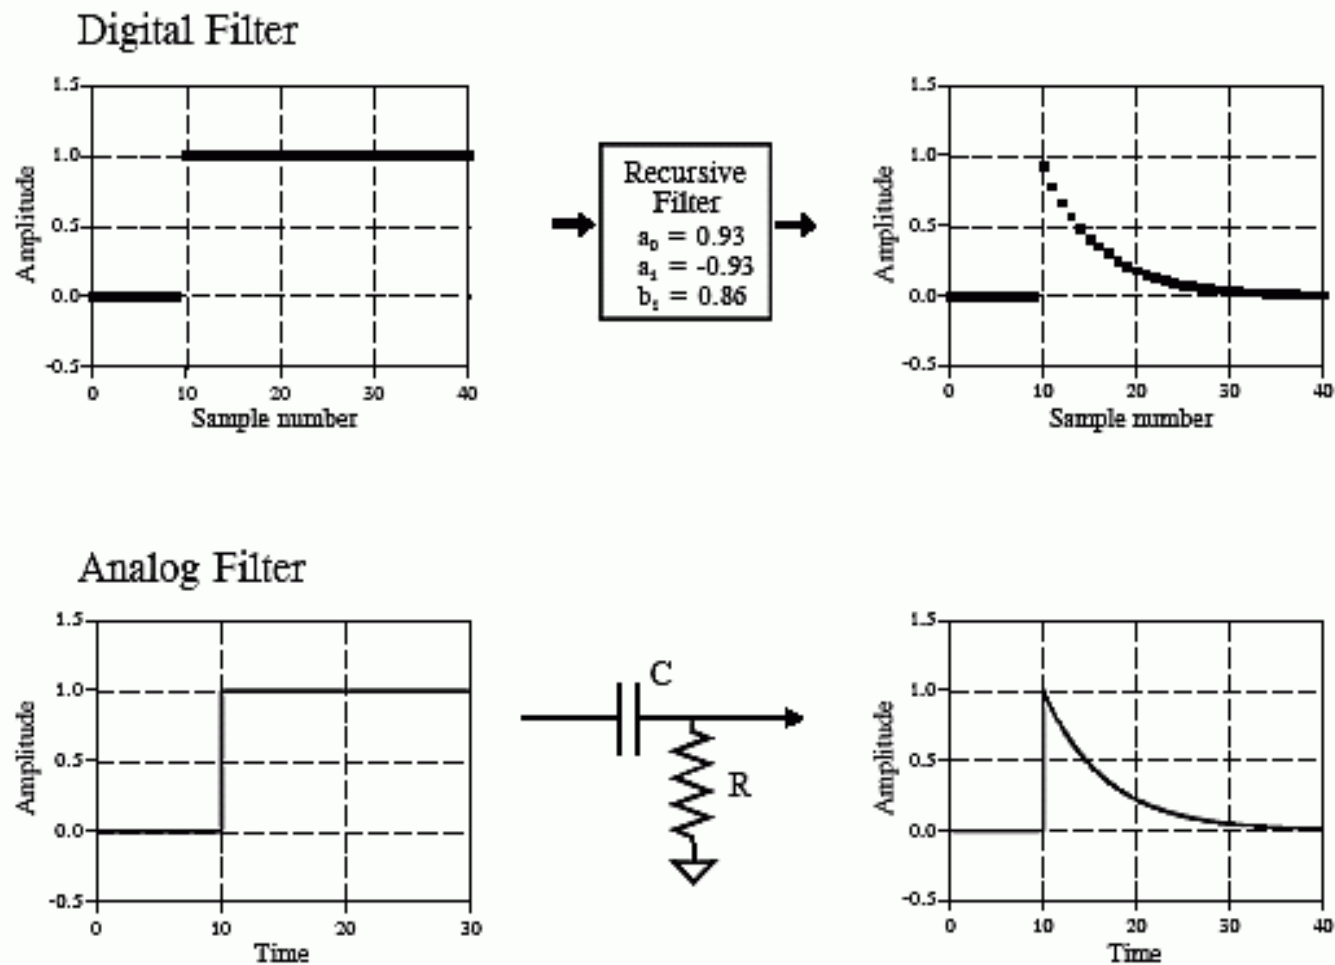 Digital Filter
1.5
1.0
0.5
0.0
-0.5
Amplitude
0 10 20 30 40
Sample number
Recursive
Filter
a₀ = 0.93
a₁ = -0.93
b₁ = 0.86
1.5
1.0
0.5
0.0
-0.5
Amplitude
0 10 20 30 40
Sample number
Analog Filter
1.5
1.0
0.5
0.0
-0.5
Amplitude
0 10 20 30
Time
C
R
1.5
1.0
0.5
0.0
-0.5
Amplitude
0 10 20 30 40
Time